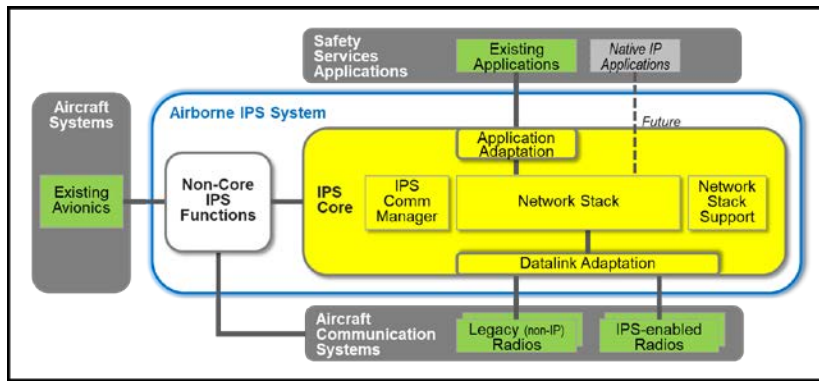 Safety
Services
Applications
Existing
Applications
Native IP
Applications
Aircraft
Systems
Existing
Avionics
Airborne IPS System
Future
Non-Core
IPS
Functions
IPS
Core
Application
Adaptation
IPS
Comm
Manager
Network Stack
Network
Stack
Support
Datalink Adaptation
Aircraft
Communication
Systems
Legacy (non-IP)
Radios
IPS-enabled
Radios